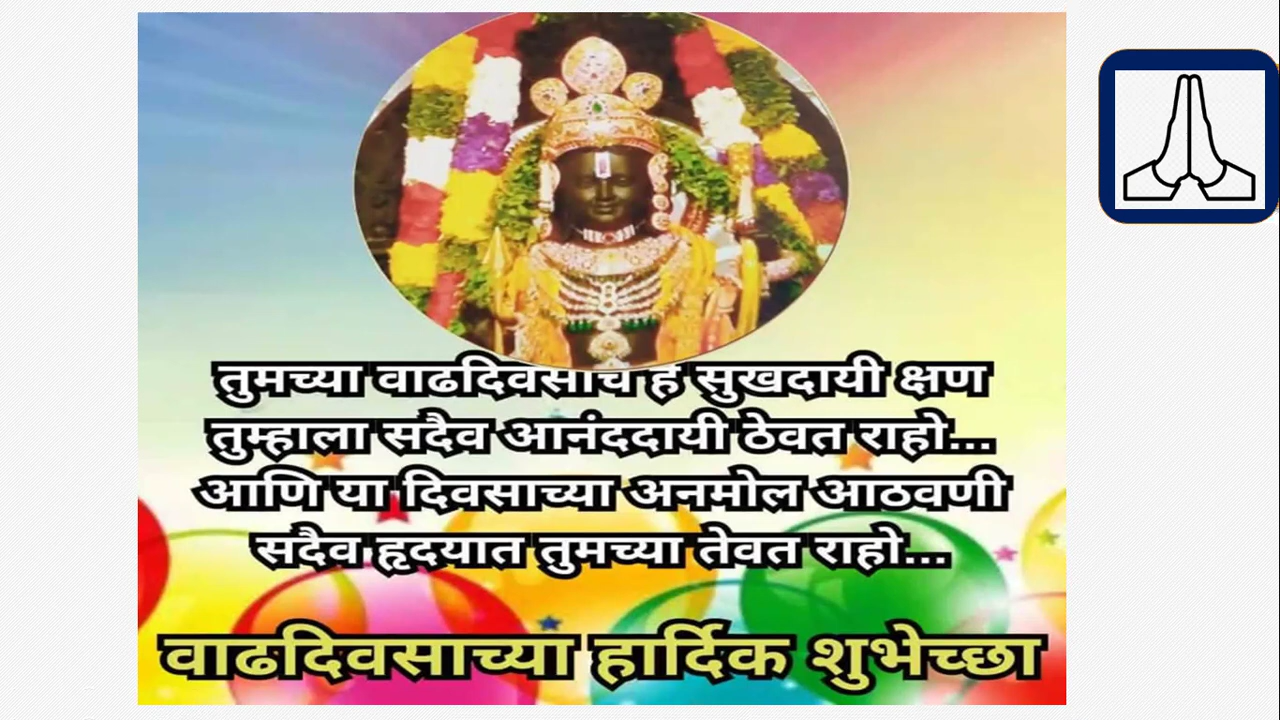 तुमच्या वाढदिवसाचे हे सुखदायी क्षण
तुम्हाला सदैव आनंददायी ठेवत राहो...
आणि या दिवसाच्या अनमोल आठवणी
सदैव हृदयात तुमच्या तेवत राहो...
वाढदिवसाच्या हार्दिक शुभेच्छा